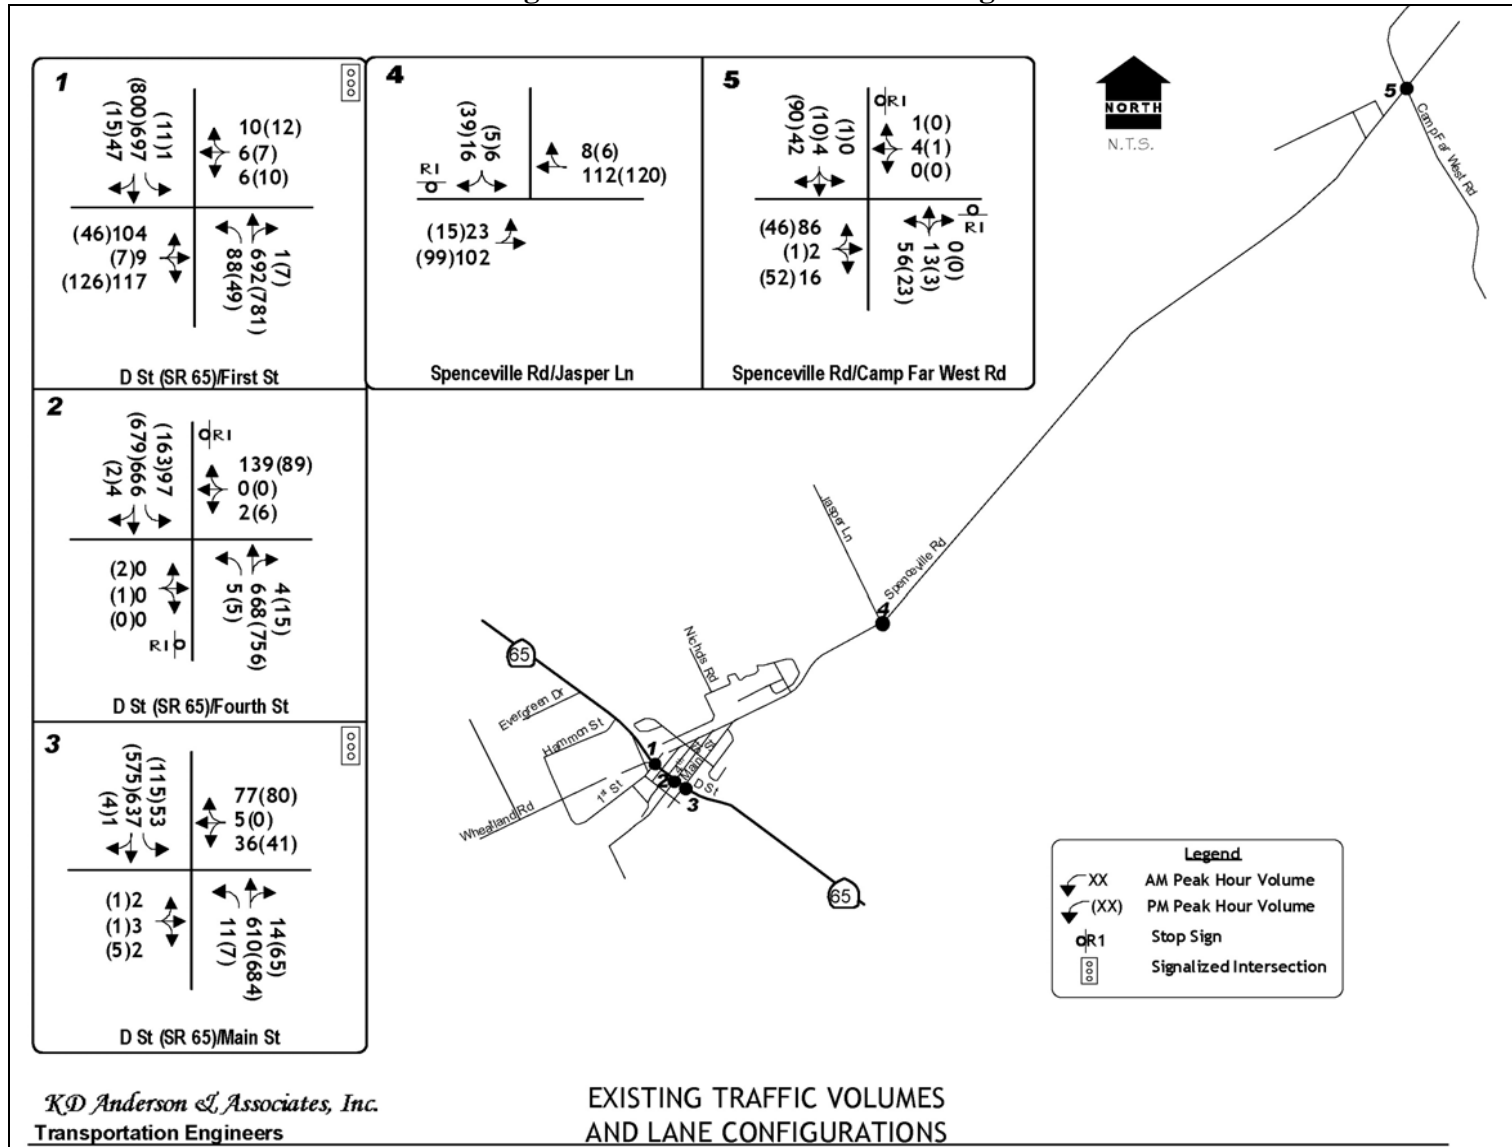 1
(15)47
(800)697
(11)1
10(12)
6(7)
6(10)
(46)104
(7)9
(126)117
88(49)
692(781)
1(7)
D St (SR 65)/First St
4
(39)16
(5)6
R1
8(6)
112(120)
(15)23
(99)102
Spenceville Rd/Jasper Ln
5
(90)42
(10)4
(1)0
R1
1(0)
4(1)
0(0)
(46)86
(1)2
(52)16
56(23)
13(3)
0(0)
R1
Spenceville Rd/Camp Far West Rd
NORTH
N.T.S.
5
Camp Far West Rd
2
(2)4
(679)666
(163)97
R1
139(89)
0(0)
2(6)
(2)0
(1)0
(0)0
R1
5(5)
668(756)
4(15)
D St (SR 65)/Fourth St
3
(4)1
(575)637
(115)53
77(80)
5(0)
36(41)
(1)2
(1)3
(5)2
11(7)
610(684)
14(65)
D St (SR 65)/Main St
Jasper Ln
Spenceville Rd
4
Nichols Rd
65
Evergreen Dr
Hammon St
1
1st St
2
4th
Main
St
3
D St
Wheatland Rd
65
Legend
XX AM Peak Hour Volume
(XX) PM Peak Hour Volume
R1 Stop Sign
Signalized Intersection
KD Anderson & Associates, Inc.
Transportation Engineers
EXISTING TRAFFIC VOLUMES
AND LANE CONFIGURATIONS